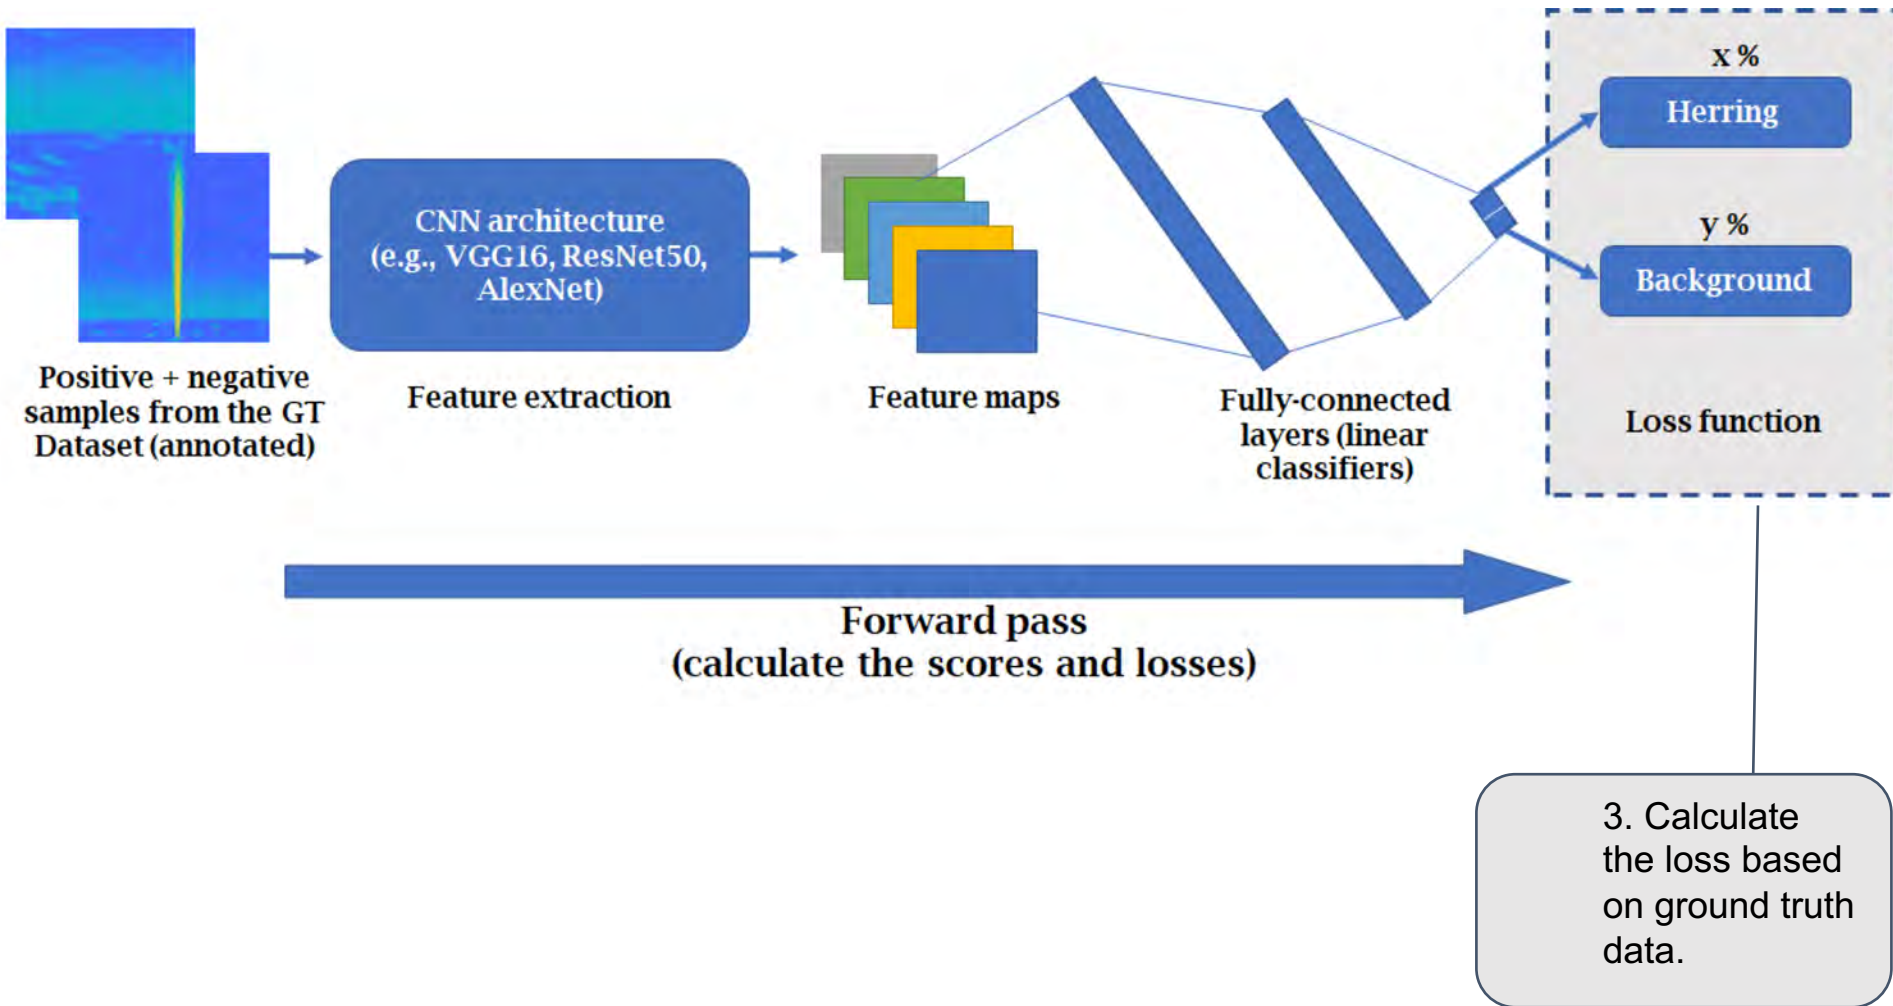 Positive + negative
samples from the GT
Dataset (annotated)
CNN architecture
(e.g., VGG16, ResNet50,
AlexNet)
Feature extraction
Feature maps
Fully-connected
layers (linear
classifiers)
x %
Herring
y %
Background
Loss function
Forward pass
(calculate the scores and losses)
3. Calculate
the loss based
on ground truth
data.